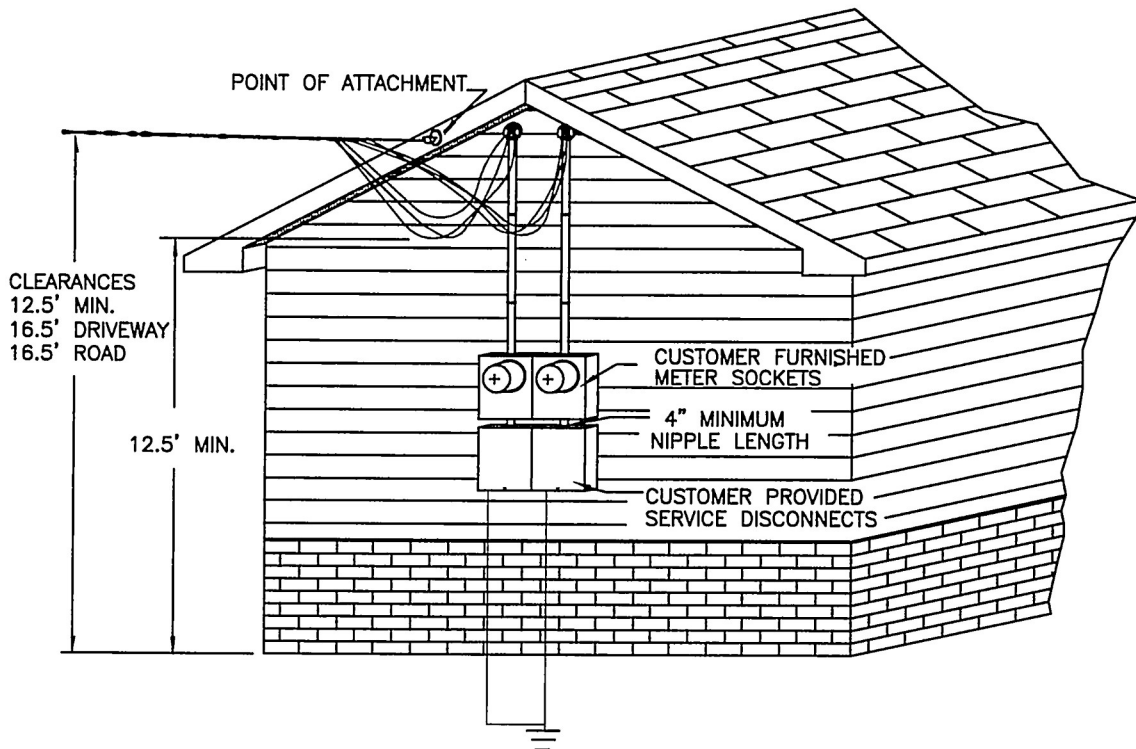 POINT OF ATTACHMENT
CLEARANCES
12.5' MIN.
16.5' DRIVEWAY
16.5' ROAD
12.5' MIN.
CUSTOMER FURNISHED
METER SOCKETS
4" MINIMUM
NIPPLE LENGTH
CUSTOMER PROVIDED
SERVICE DISCONNECTS